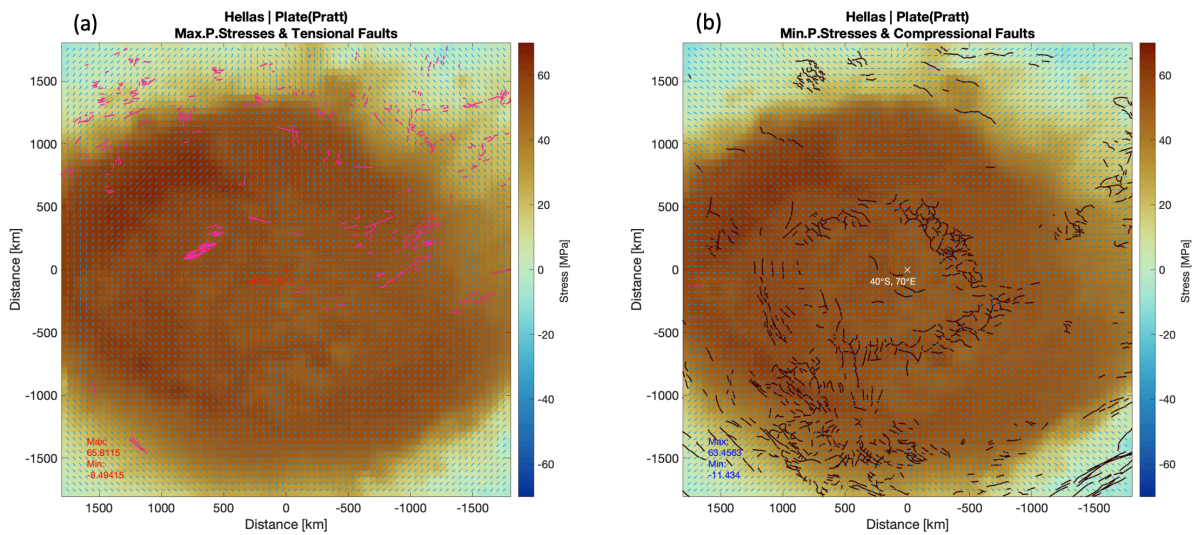 (a)
Hellas | Plate(Pratt)
Max.P.Stresses & Tensional Faults
1500
1000
500
0
-500
-1000
-1500
Distance [km]
1500
1000
500
0
-500
-1000
-1500
Distance [km]
Max:
65.8115
Min:
-8.49415
60
40
20
0
-20
-40
-60
Stress [MPa]
(b)
Hellas | Plate(Pratt)
Min.P.Stresses & Compressional Faults
1500
1000
500
0
-500
-1000
-1500
Distance [km]
1500
1000
500
0
-500
-1000
-1500
Distance [km]
40°S, 70°E
Max:
63.4563
Min:
-11.434
60
40
20
0
-20
-40
-60
Stress [MPa]